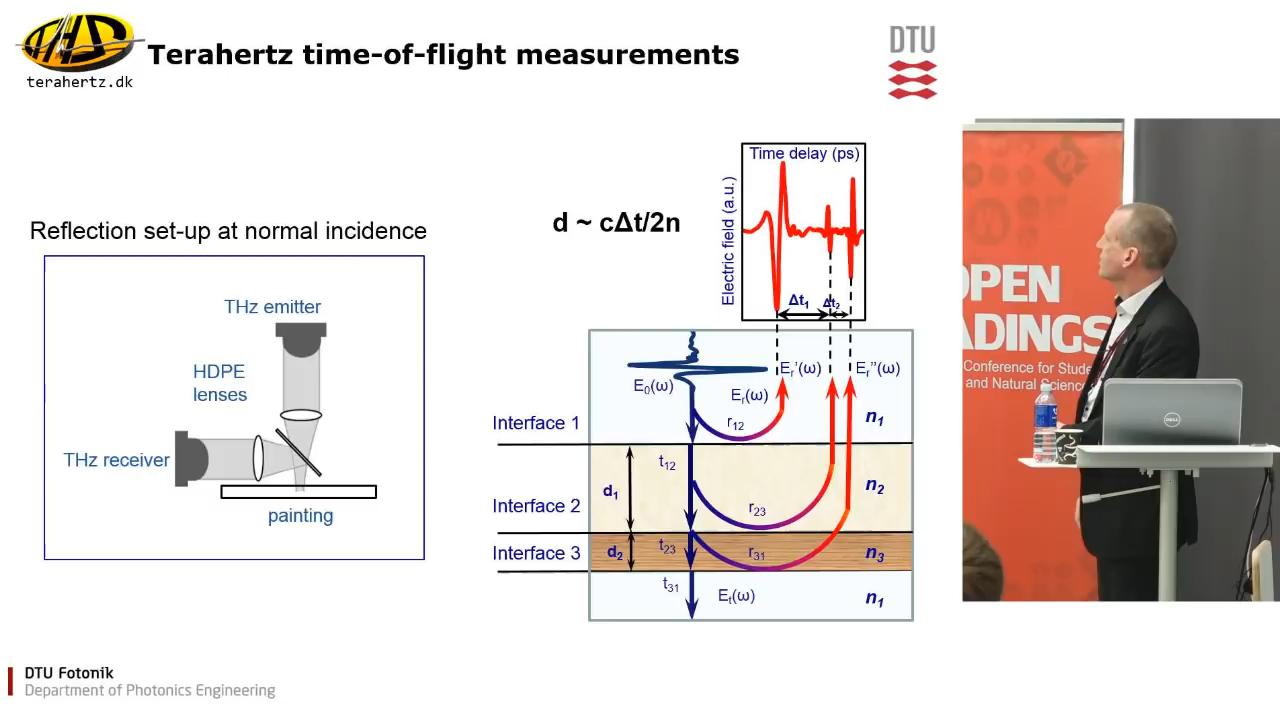 THS
terahertz.dk
Terahertz time-of-flight measurements
DTU
Reflection set-up at normal incidence
THz emitter
HDPE
lenses
THz receiver
painting
d ~ cΔt/2n
Time delay (ps)
Electric field (a.u.)
Δt₁
Δt₂
E₀(ω)
Eᵣ(ω)
Eᵣ’(ω)
Eᵣ’’(ω)
Interface 1
r₁₂
n₁
t₁₂
d₁
n₂
Interface 2
r₂₃
Interface 3
d₂
t₂₃
r₃₁
n₃
t₃₁
Eₜ(ω)
n₁
OPEN
ADINGS
Conference for Stude
and Natural Scienc
DELL
DTU Fotonik
Department of Photonics Engineering